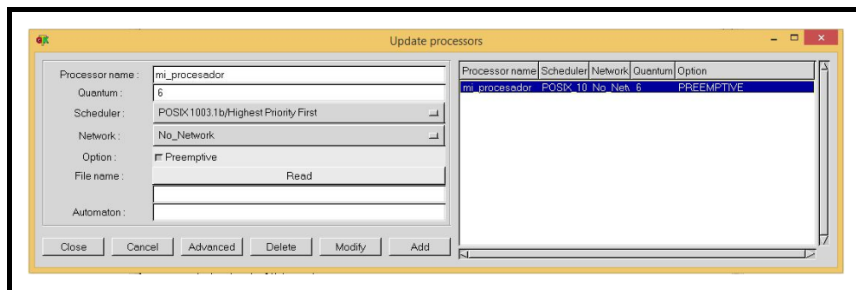 Update processors
Processor name :
mi_procesador
Quantum :
6
Scheduler :
POSIX 1003.1b/Highest Priority First
Network :
No_Network
Option :
Preemptive
File name :
Read
Automaton :
Close Cancel Advanced Delete Modify Add
Processor name Scheduler Network Quantum Option
mi_procesador POSIX_10 No_Net 6 PREEMPTIVE